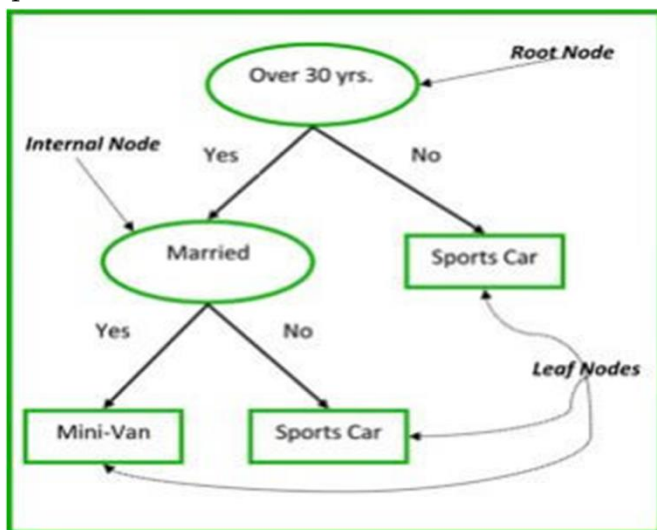 Root Node
Over 30 yrs.
Internal Node
Yes
No
Married
Sports Car
Yes
No
Leaf Nodes
Mini-Van
Sports Car